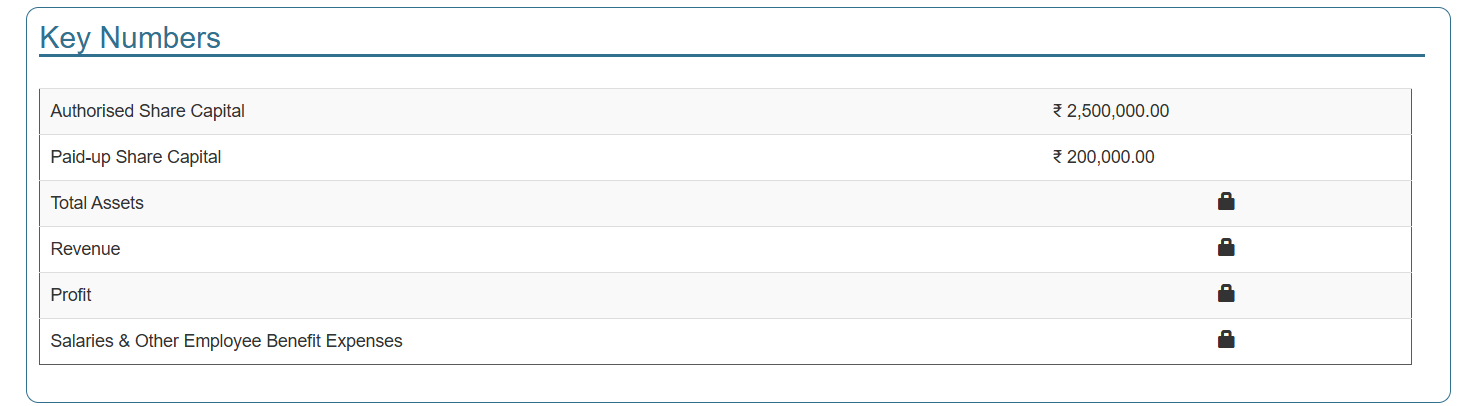 Key Numbers
Authorised Share Capital ₹ 2,500,000.00
Paid-up Share Capital ₹ 200,000.00
Total Assets
Revenue
Profit
Salaries & Other Employee Benefit Expenses